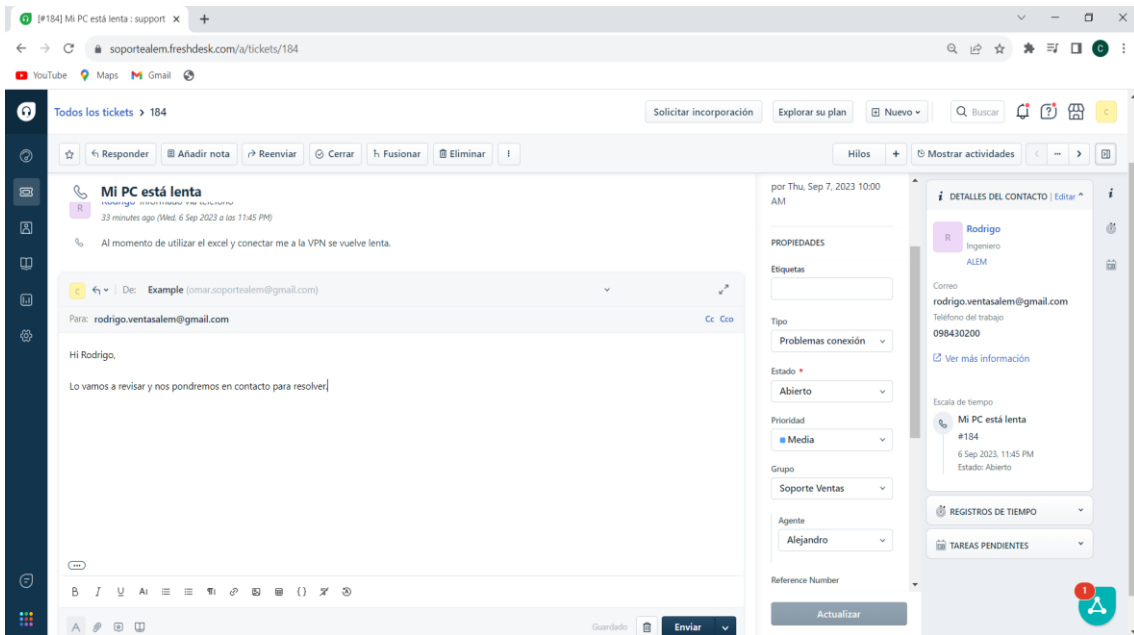 [#184] Mi PC está lenta : support
soportealem.freshdesk.com/a/tickets/184
YouTube Maps Gmail
Todos los tickets > 184
Solicitar incorporación
Explorar su plan
Nuevo
Buscar
C
Responder Añadir nota Reenviar Cerrar Fusionar Eliminar
Hilos + Mostrar actividades
Mi PC está lenta
R
Rodrigo informado vía teléfono
33 minutes ago (Wed, 6 Sep 2023 a las 11:45 PM)
Al momento de utilizar el excel y conectar me a la VPN se vuelve lenta.
C De: Example (omar.soportealem@gmail.com)
Para: rodrigo.ventasalem@gmail.com Cc Cco
Hi Rodrigo,
Lo vamos a revisar y nos pondremos en contacto para resolver.
B I U A
Guardado Enviar
por Thu, Sep 7, 2023 10:00
AM
PROPIEDADES
Etiquetas
Tipo
Problemas conexión
Estado *
Abierto
Prioridad
Media
Grupo
Soporte Ventas
Agente
Alejandro
Reference Number
Actualizar
DETALLES DEL CONTACTO | Editar
R
Rodrigo
Ingeniero
ALEM
Correo
rodrigo.ventasalem@gmail.com
Teléfono del trabajo
098430200
Ver más información
Escala de tiempo
Mi PC está lenta
#184
6 Sep 2023, 11:45 PM
Estado: Abierto
REGISTROS DE TIEMPO
TAREAS PENDIENTES
1